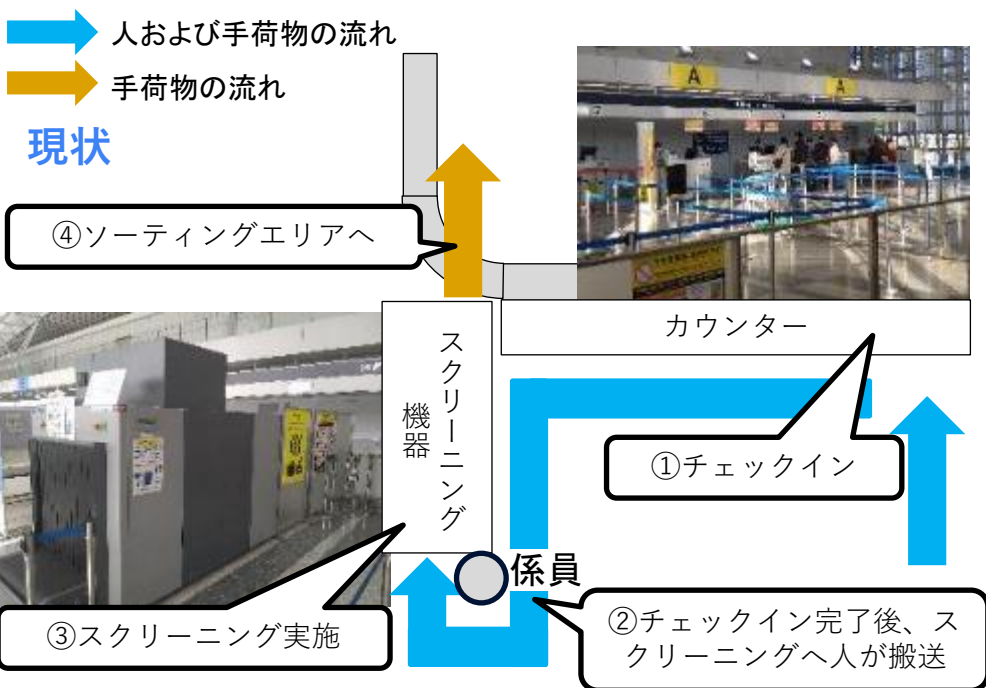 人および手荷物の流れ
手荷物の流れ
現状
A
A
④ソーティングエリアへ
カウンター
スクリーニング
機器
①チェックイン
係員
③スクリーニング実施
②チェックイン完了後、ス
クリーニングへ人が搬送